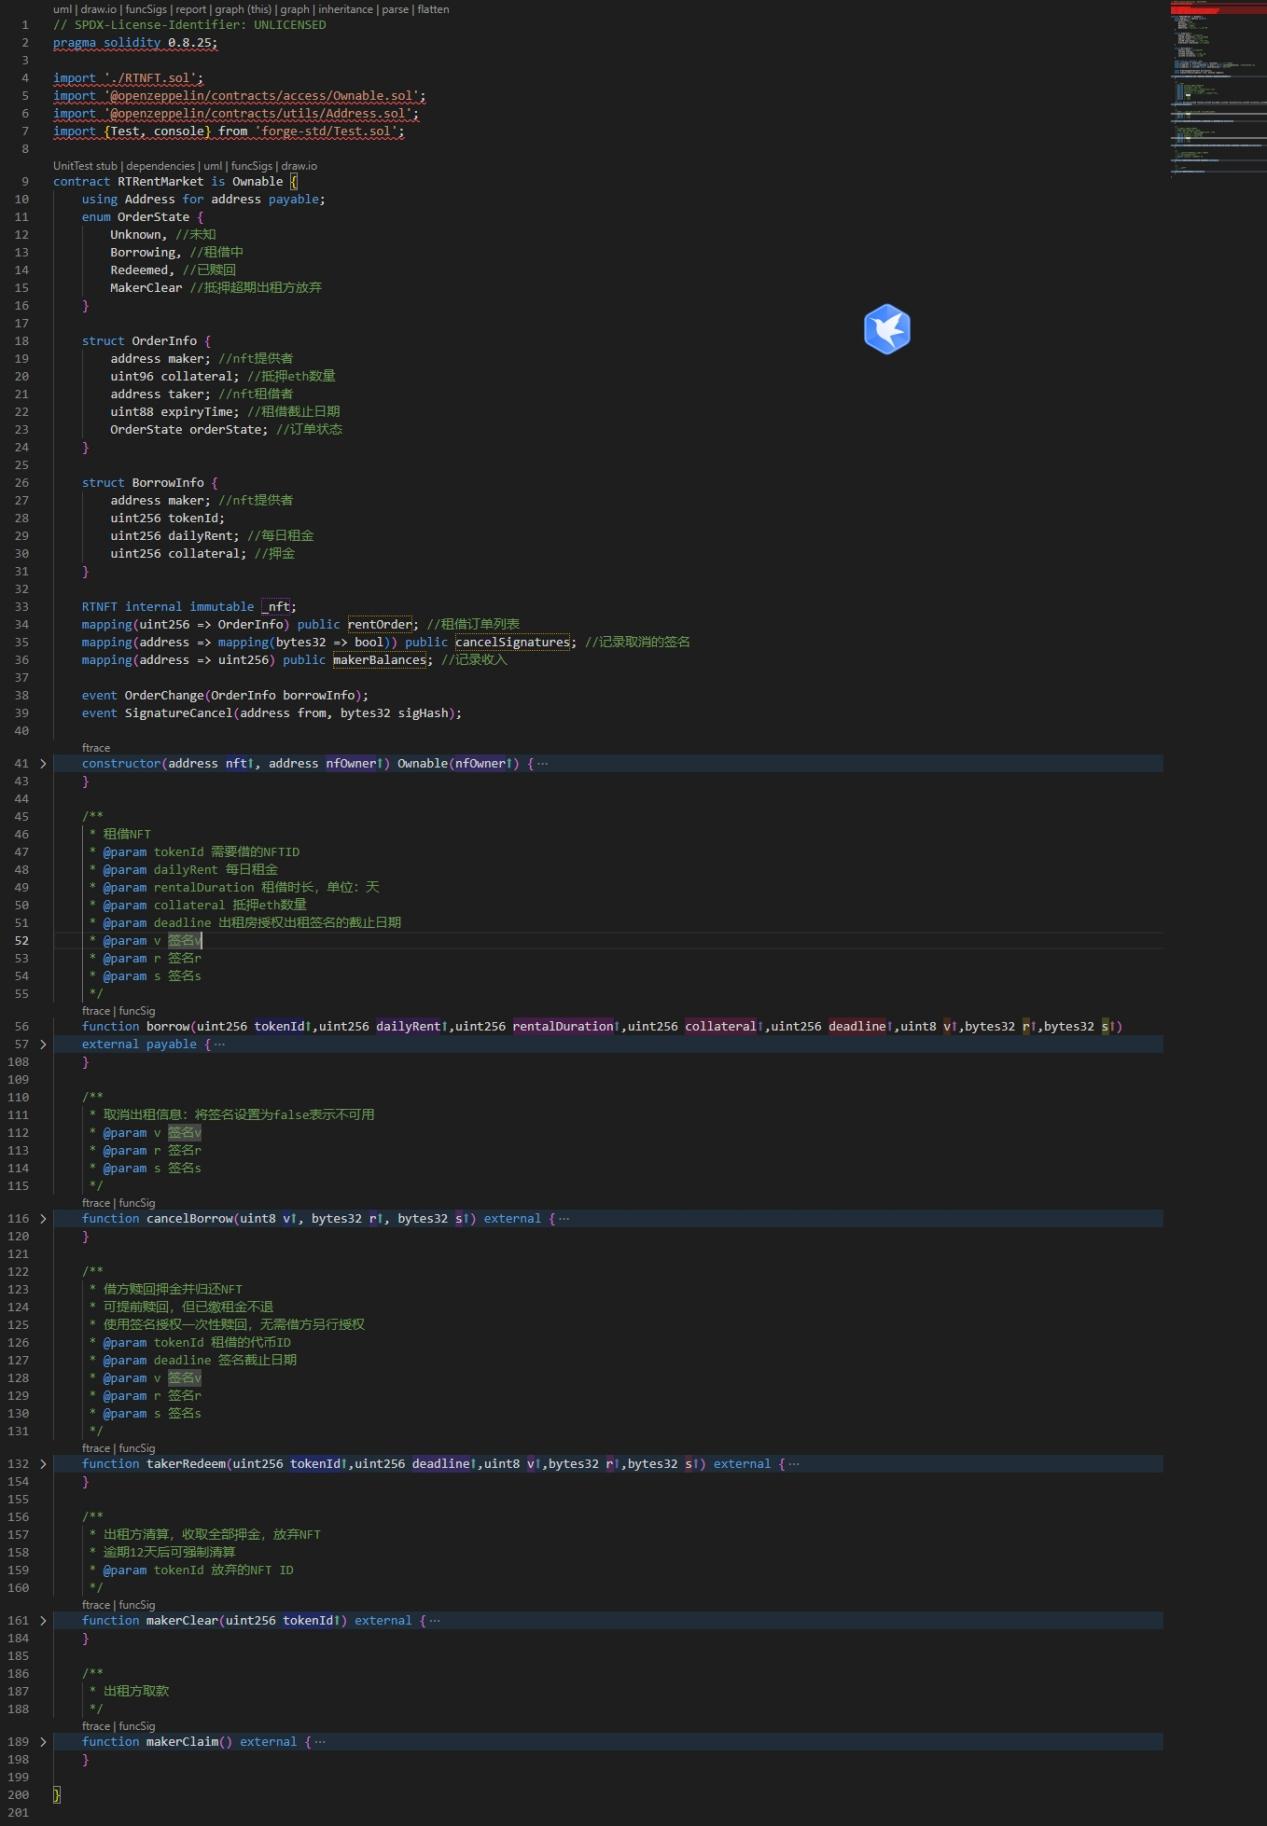 uml | draw.io | funcSigs | report | graph (this) | graph | inheritance | parse | flatten
1 // SPDX-License-Identifier: UNLICENSED
2 pragma solidity 0.8.25;
3
4 import './RTNFT.sol';
5 import '@openzeppelin/contracts/access/Ownable.sol';
6 import '@openzeppelin/contracts/utils/Address.sol';
7 import {Test, console} from 'forge-std/Test.sol';
8
UnitTest stub | dependencies | uml | funcSigs | draw.io
9 contract RTRentMarket is Ownable {
10 using Address for address payable;
11 enum OrderState {
12 Unknown, //未知
13 Borrowing, //租借中
14 Redeemed, //已赎回
15 MakerClear //抵押超期出租方放弃
16 }
17
18 struct OrderInfo {
19 address maker; //nft提供者
20 uint96 collateral; //抵押eth数量
21 address taker; //nft租借者
22 uint88 expiryTime; //租借截止日期
23 OrderState orderState; //订单状态
24 }
25
26 struct BorrowInfo {
27 address maker; //nft提供者
28 uint256 tokenId;
29 uint256 dailyRent; //每日租金
30 uint256 collateral; //押金
31 }
32
33 RTNFT internal immutable _nft;
34 mapping(uint256 => OrderInfo) public rentOrder; //租借订单列表
35 mapping(address => mapping(bytes32 => bool)) public cancelSignatures; //记录取消的签名
36 mapping(address => uint256) public makerBalances; //记录收入
37
38 event OrderChange(OrderInfo borrowInfo);
39 event SignatureCancel(address from, bytes32 sigHash);
40
ftrace
41 > constructor(address nft↑, address nfOwner↑) Ownable(nfOwner↑) {···
43 }
44
45 /**
46 * 租借NFT
47 * @param tokenId 需要借的NFTID
48 * @param dailyRent 每日租金
49 * @param rentalDuration 租借时长，单位：天
50 * @param collateral 抵押eth数量
51 * @param deadline 出租房授权出租签名的截止日期
52 * @param v 签名v
53 * @param r 签名r
54 * @param s 签名s
55 */
ftrace | funcSig
56 function borrow(uint256 tokenId↑,uint256 dailyRent↑,uint256 rentalDuration↑,uint256 collateral↑,uint256 deadline↑,uint8 v↑,bytes32 r↑,bytes32 s↑)
57 > external payable {···
108 }
109
110 /**
111 * 取消出租信息：将签名设置为false表示不可用
112 * @param v 签名v
113 * @param r 签名r
114 * @param s 签名s
115 */
ftrace | funcSig
116 > function cancelBorrow(uint8 v↑, bytes32 r↑, bytes32 s↑) external {···
120 }
121
122 /**
123 * 借方赎回押金并归还NFT
124 * 可提前赎回，但已缴租金不退
125 * 使用签名授权一次性赎回，无需借方另行授权
126 * @param tokenId 租借的代币ID
127 * @param deadline 签名截止日期
128 * @param v 签名v
129 * @param r 签名r
130 * @param s 签名s
131 */
ftrace | funcSig
132 > function takerRedeem(uint256 tokenId↑,uint256 deadline↑,uint8 v↑,bytes32 r↑,bytes32 s↑) external {···
154 }
155
156 /**
157 * 出租方清算，收取全部押金，放弃NFT
158 * 逾期12天后可强制清算
159 * @param tokenId 放弃的NFT ID
160 */
ftrace | funcSig
161 > function makerClear(uint256 tokenId↑) external {···
184 }
185
186 /**
187 * 出租方取款
188 */
ftrace | funcSig
189 > function makerClaim() external {···
198 }
199
200 }
201